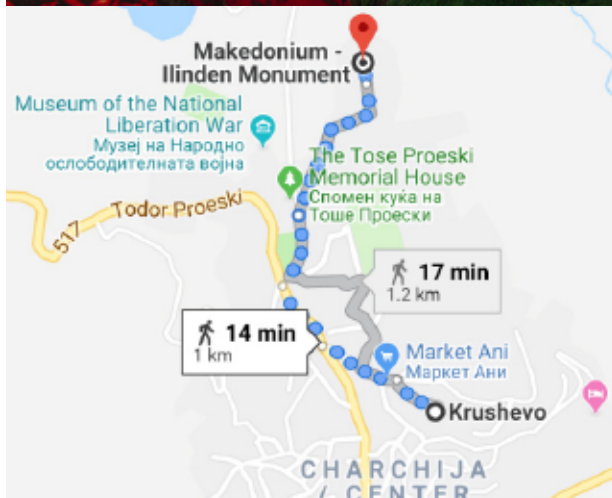 Makedonium -
Ilinden Monument
Museum of the National
Liberation War
Музеј на Народно
ослободителната војна
The Tose Proeski
Memorial House
Спомен куќа на
Тоше Проески
Todor Proeski
517
17 min
1.2 km
14 min
1 km
Market Ani
Маркет Ани
Krushevo
CHARCHIJA
/ CENTER